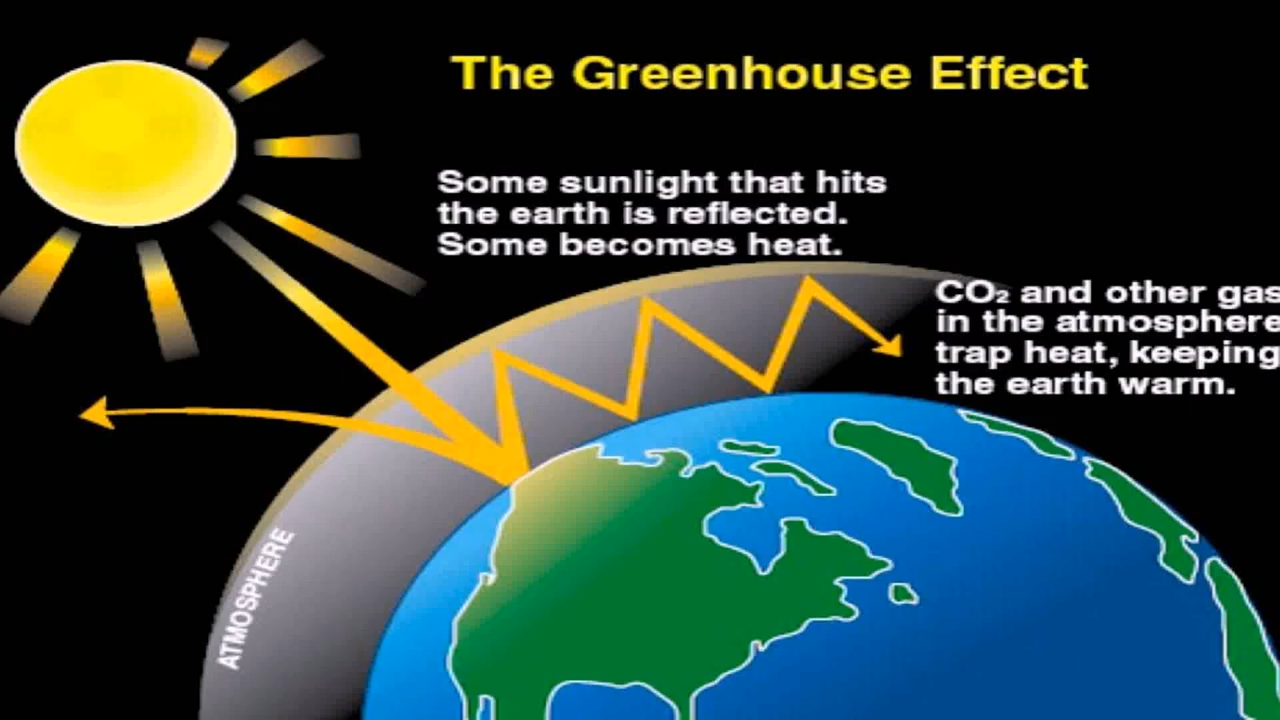 The Greenhouse Effect
Some sunlight that hits
the earth is reflected.
Some becomes heat.
CO₂ and other gas
in the atmosphere
trap heat, keeping
the earth warm.
ATMOSPHERE